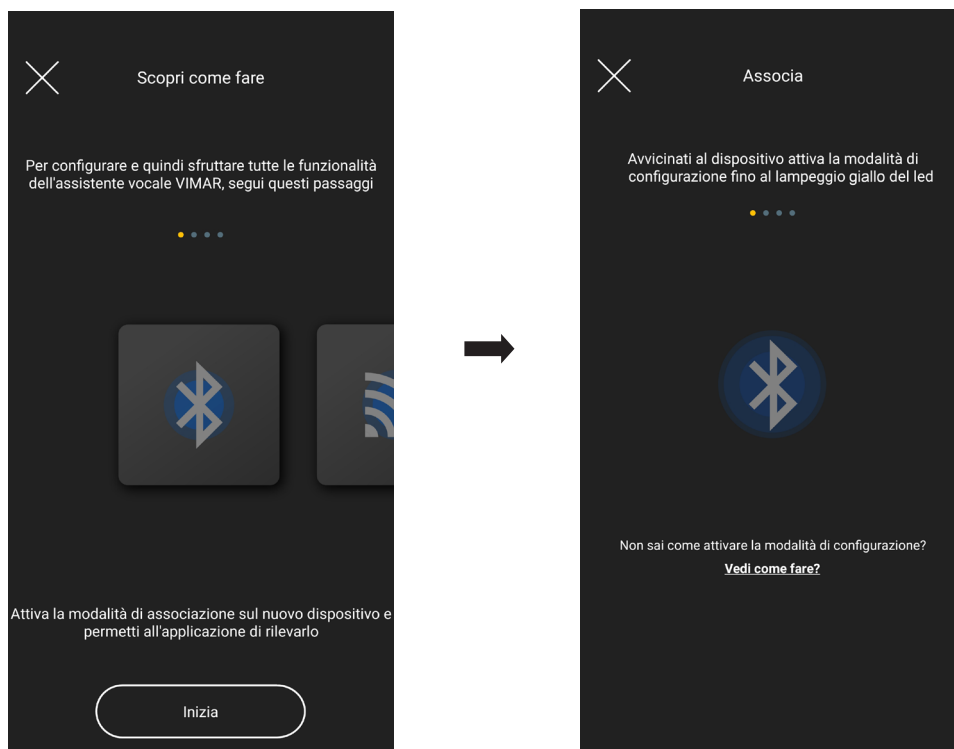 Scopri come fare
Per configurare e quindi sfruttare tutte le funzionalità
dell'assistente vocale VIMAR, segui questi passaggi
Attiva la modalità di associazione sul nuovo dispositivo e
permetti all'applicazione di rilevarlo
Inizia
Associa
Avvicinati al dispositivo attiva la modalità di
configurazione fino al lampeggio giallo del led
Non sai come attivare la modalità di configurazione?
Vedi come fare?